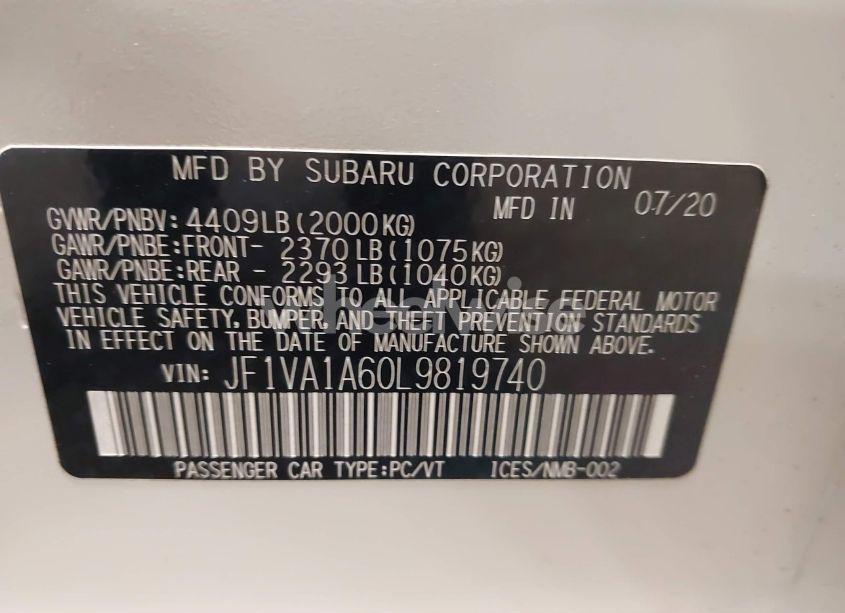 MFD BY SUBARU CORPORATION
MFD IN 07/20
GVWR/PNBV: 4409LB(2000KG)
GAWR/PNBE:FRONT- 2370LB(1075KG)
GAWR/PNBE:REAR - 2293LB(1040KG)
THIS VEHICLE CONFORMS TO ALL APPLICABLE FEDERAL MOTOR
VEHICLE SAFETY, BUMPER, AND THEFT PREVENTION STANDARDS
IN EFFECT ON THE DATE OF MANUFACTURE SHOWN ABOVE.
VIN: JF1VA1A60L9819740
PASSENGER CAR TYPE:PC/VT ICES/NMB-002